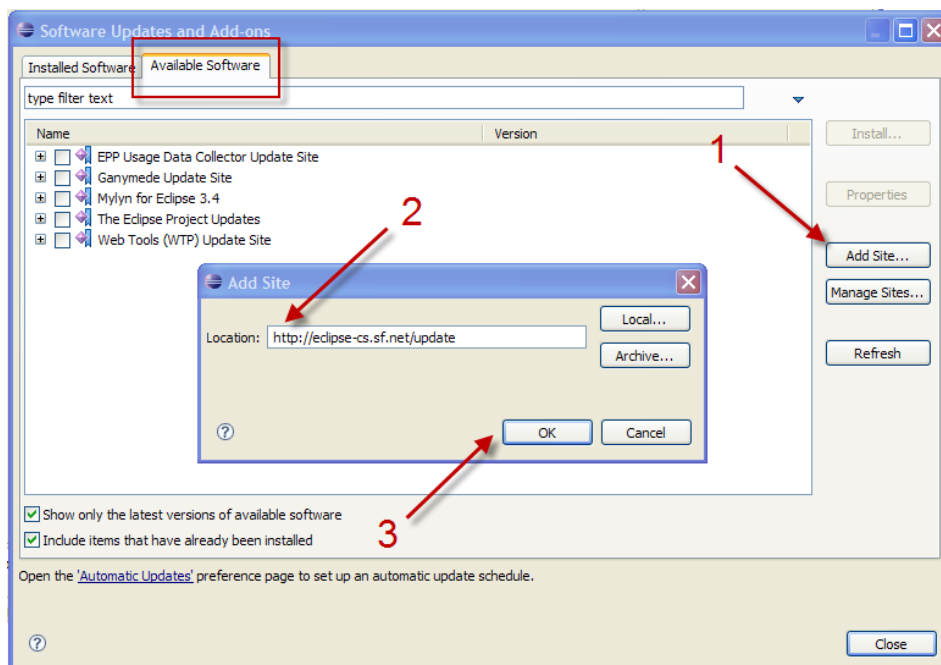 Software Updates and Add-ons
Installed Software Available Software
type filter text
Name Version
Install...
1
EPP Usage Data Collector Update Site
Ganymede Update Site
Properties
Mylyn for Eclipse 3.4
The Eclipse Project Updates
2
Web Tools (WTP) Update Site
Add Site...
Add Site
Manage Sites...
Local...
Location: http://eclipse-cs.sf.net/update
Archive...
Refresh
OK Cancel
Show only the latest versions of available software
3
Include items that have already been installed
Open the 'Automatic Updates' preference page to set up an automatic update schedule.
Close